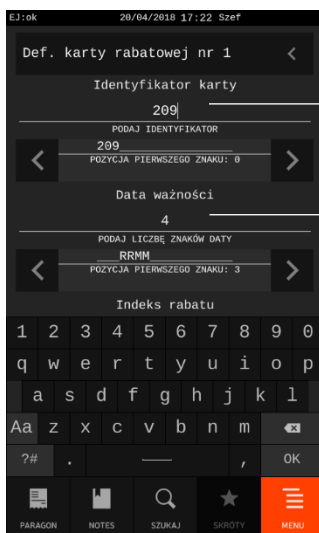 EJ:ok 20/04/2018 17:22 Szef
Def. karty rabatowej nr 1 <
Identyfikator karty
209
PODAJ IDENTYFIKATOR
209
POZYCJA PIERWSZEGO ZNAKU: 0
Data ważności
4
PODAJ LICZBĘ ZNAKÓW DATY
___RRMM___
POZYCJA PIERWSZEGO ZNAKU: 3
Indeks rabatu
1 2 3 4 5 6 7 8 9 0
q w e r t y u i o p
a s d f g h j k l
Aa z x c v b n m
?# . , OK
PARAGON NOTES SZUKAJ SKRÓTY MENU